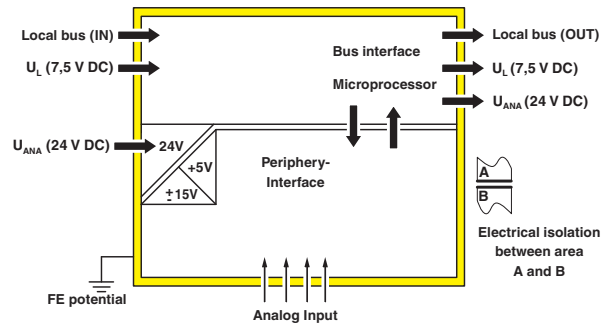 Local bus (IN)
Local bus (OUT)
Bus interface
U_L (7,5 V DC)
U_L (7,5 V DC)
Microprocessor
U_ANA (24 V DC)
U_ANA (24 V DC)
24V
+5V
±15V
Periphery-
Interface
A
B
Electrical isolation
between area
A and B
FE potential
Analog Input